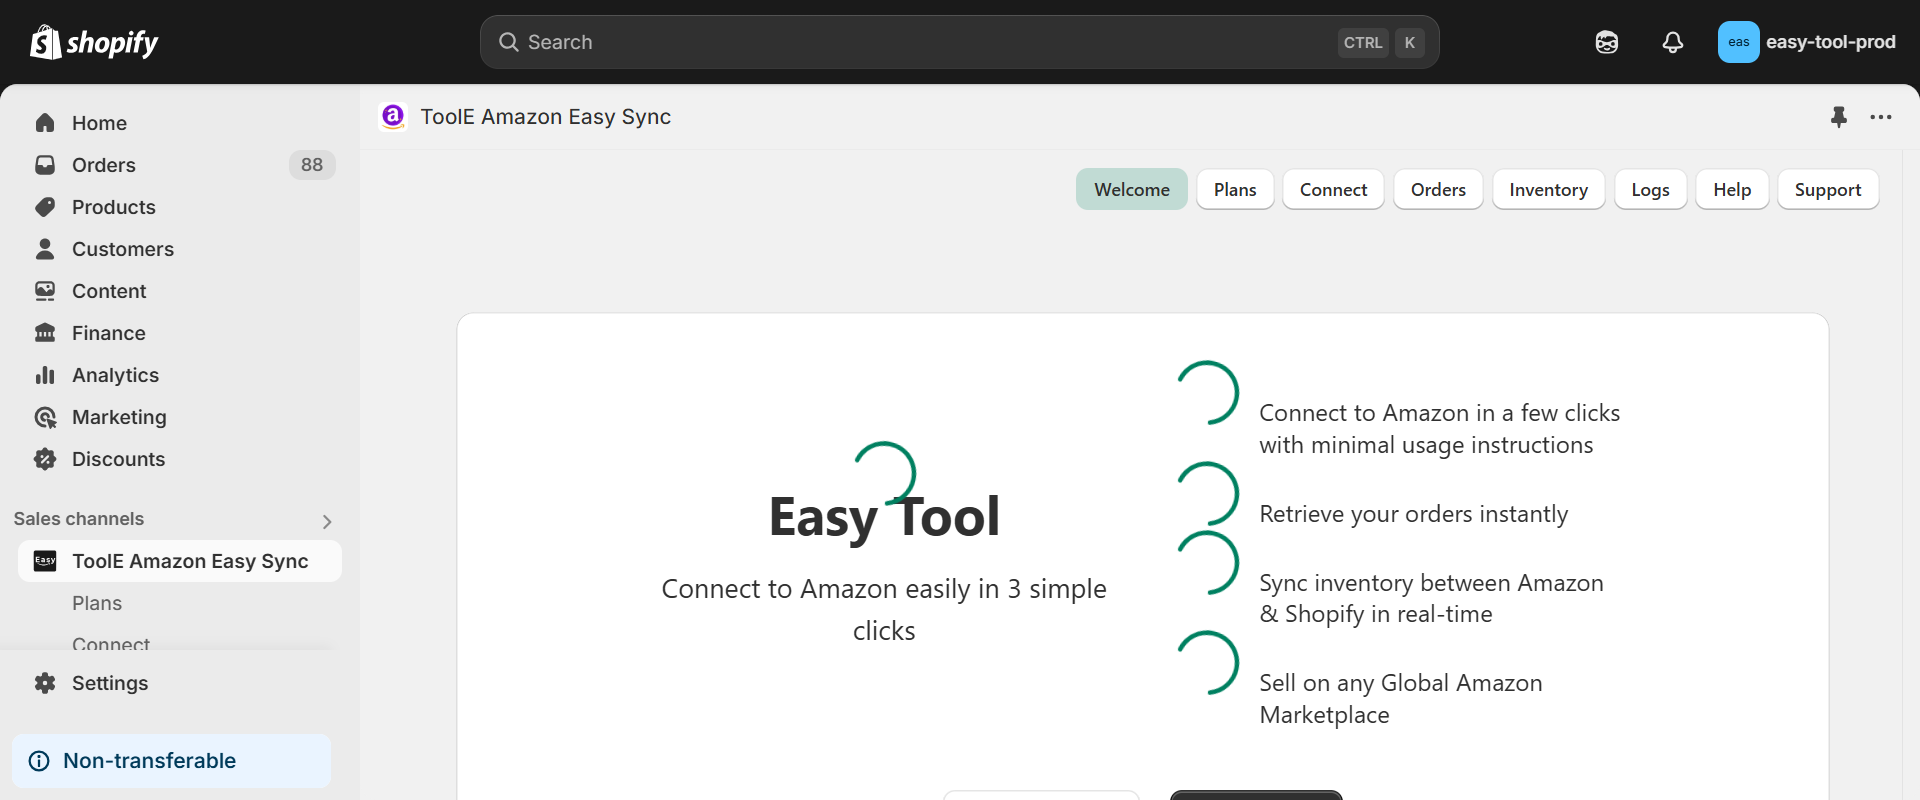 shopify
Search
CTRL K
eas
easy-tool-prod
Home
Orders 88
Products
Customers
Content
Finance
Analytics
Marketing
Discounts
Sales channels
Easy
ToolE Amazon Easy Sync
Plans
Connect
Settings
Non-transferable
a
ToolE Amazon Easy Sync
Welcome
Plans
Connect
Orders
Inventory
Logs
Help
Support
Easy Tool
Connect to Amazon easily in 3 simple
clicks
Connect to Amazon in a few clicks
with minimal usage instructions
Retrieve your orders instantly
Sync inventory between Amazon
& Shopify in real-time
Sell on any Global Amazon
Marketplace